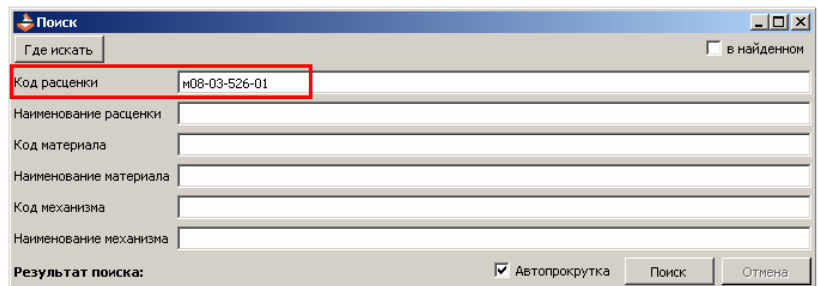 Поиск
Где искать
в найденном
Код расценки м08-03-526-01
Наименование расценки
Код материала
Наименование материала
Код механизма
Наименование механизма
Результат поиска: Автопрокрутка Поиск Отмена